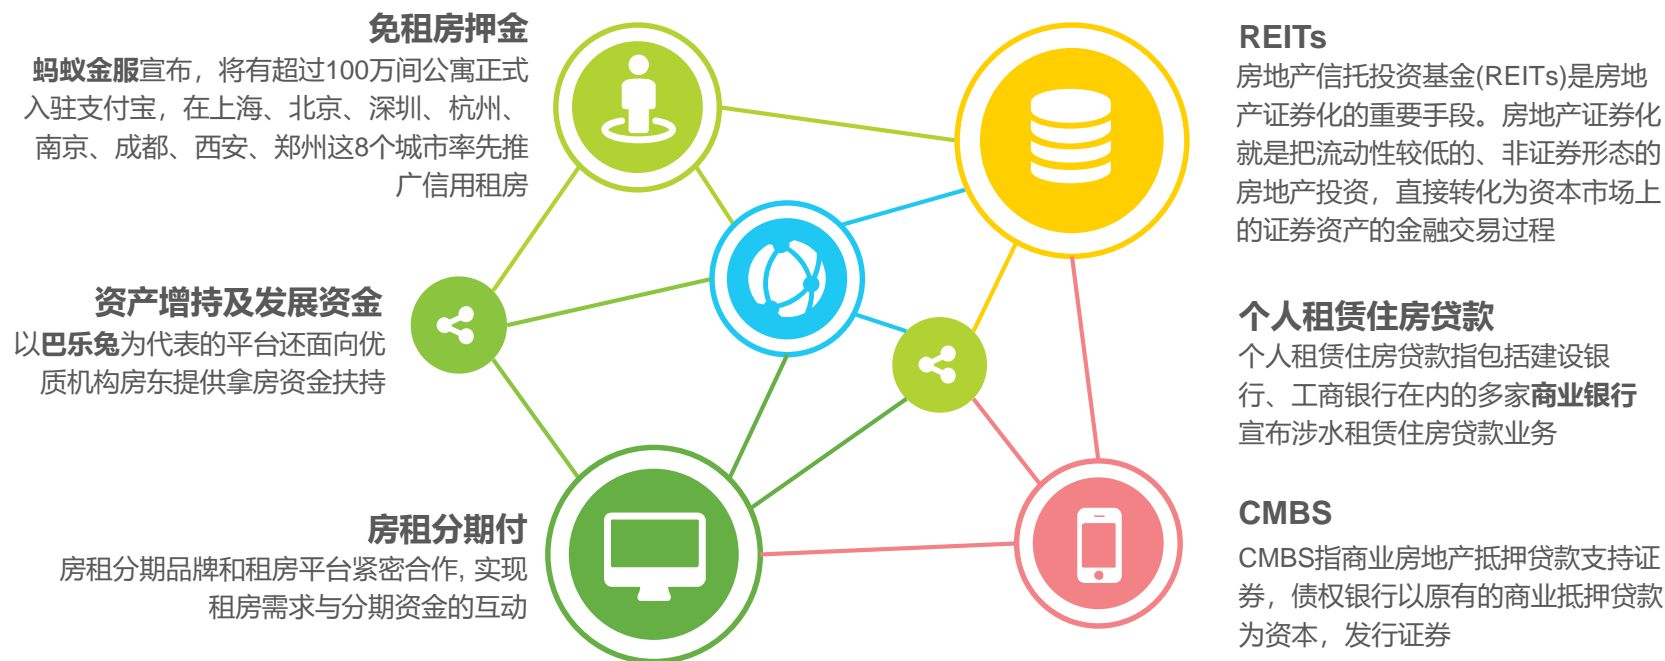 免租房押金
蚂蚁金服宣布，将有超过100万间公寓正式
入驻支付宝，在上海、北京、深圳、杭州、
南京、成都、西安、郑州这8个城市率先推
广信用租房
资产增持及发展资金
以巴乐兔为代表的平台还面向优
质机构房东提供拿房资金扶持
房租分期付
房租分期品牌和租房平台紧密合作, 实现
租房需求与分期资金的互动
REITs
房地产信托投资基金(REITs)是房地
产证券化的重要手段。房地产证券化
就是把流动性较低的、非证券形态的
房地产投资，直接转化为资本市场上
的证券资产的金融交易过程
个人租赁住房贷款
个人租赁住房贷款指包括建设银
行、工商银行在内的多家商业银行
宣布涉水租赁住房贷款业务
CMBS
CMBS指商业房地产抵押贷款支持证
券，债权银行以原有的商业抵押贷款
为资本，发行证券